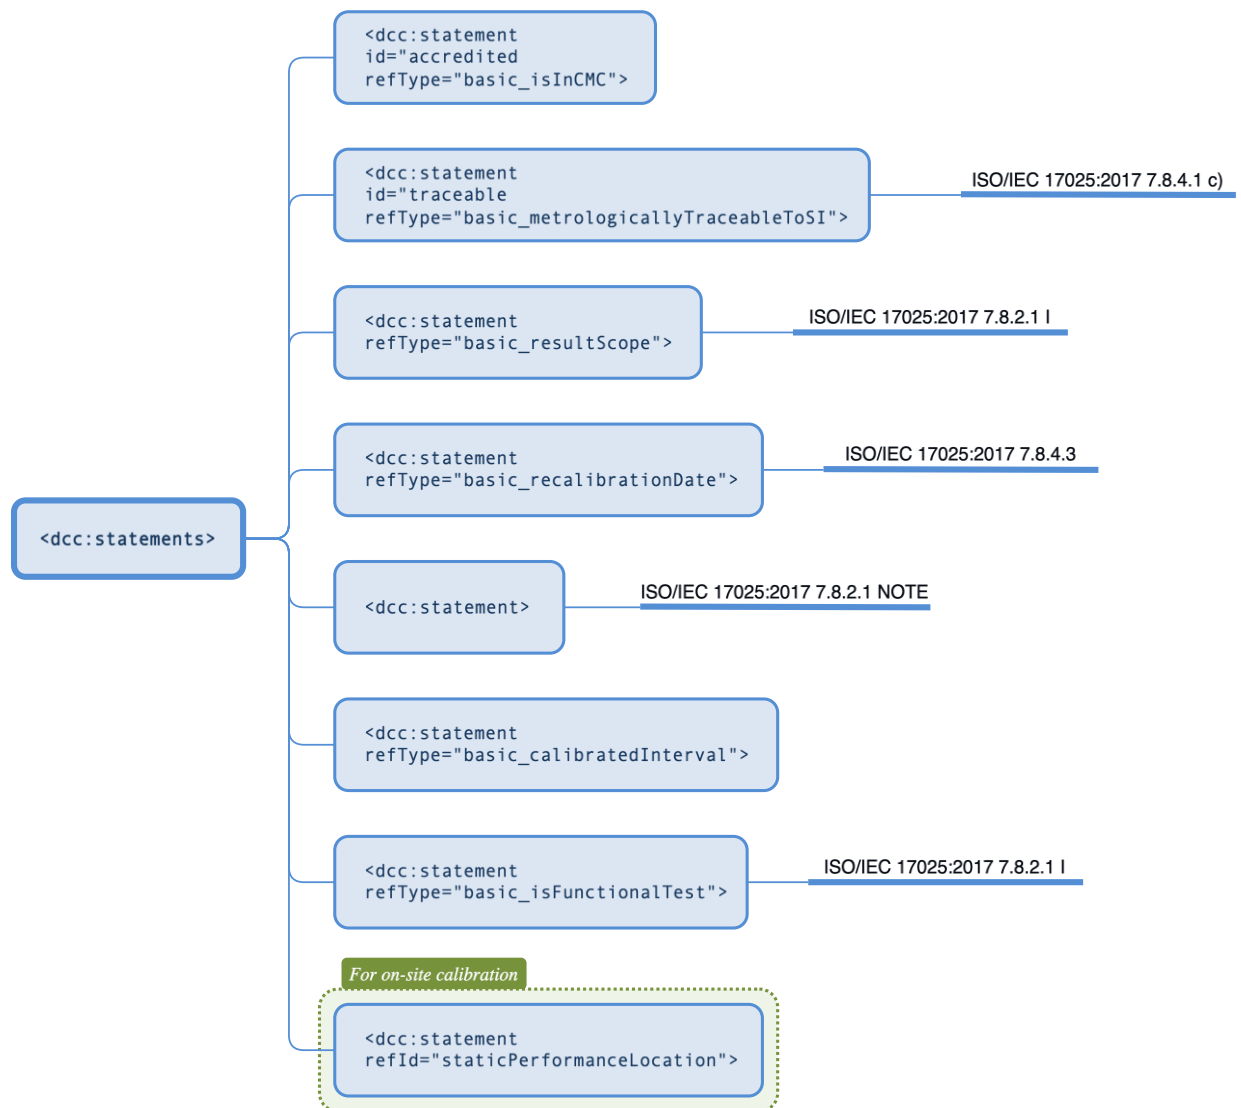 <dcc:statement
id="accredited
refType="basic_isInCMC">
<dcc:statement
id="traceable
refType="basic_metrologicallyTraceableToSI">
ISO/IEC 17025:2017 7.8.4.1 c)
<dcc:statement
refType="basic_resultScope">
ISO/IEC 17025:2017 7.8.2.1 l
<dcc:statement
refType="basic_recalibrationDate">
ISO/IEC 17025:2017 7.8.4.3
<dcc:statements>
<dcc:statement>
ISO/IEC 17025:2017 7.8.2.1 NOTE
<dcc:statement
refType="basic_calibratedInterval">
<dcc:statement
refType="basic_isFunctionalTest">
ISO/IEC 17025:2017 7.8.2.1 l
For on-site calibration
<dcc:statement
refId="staticPerformanceLocation">